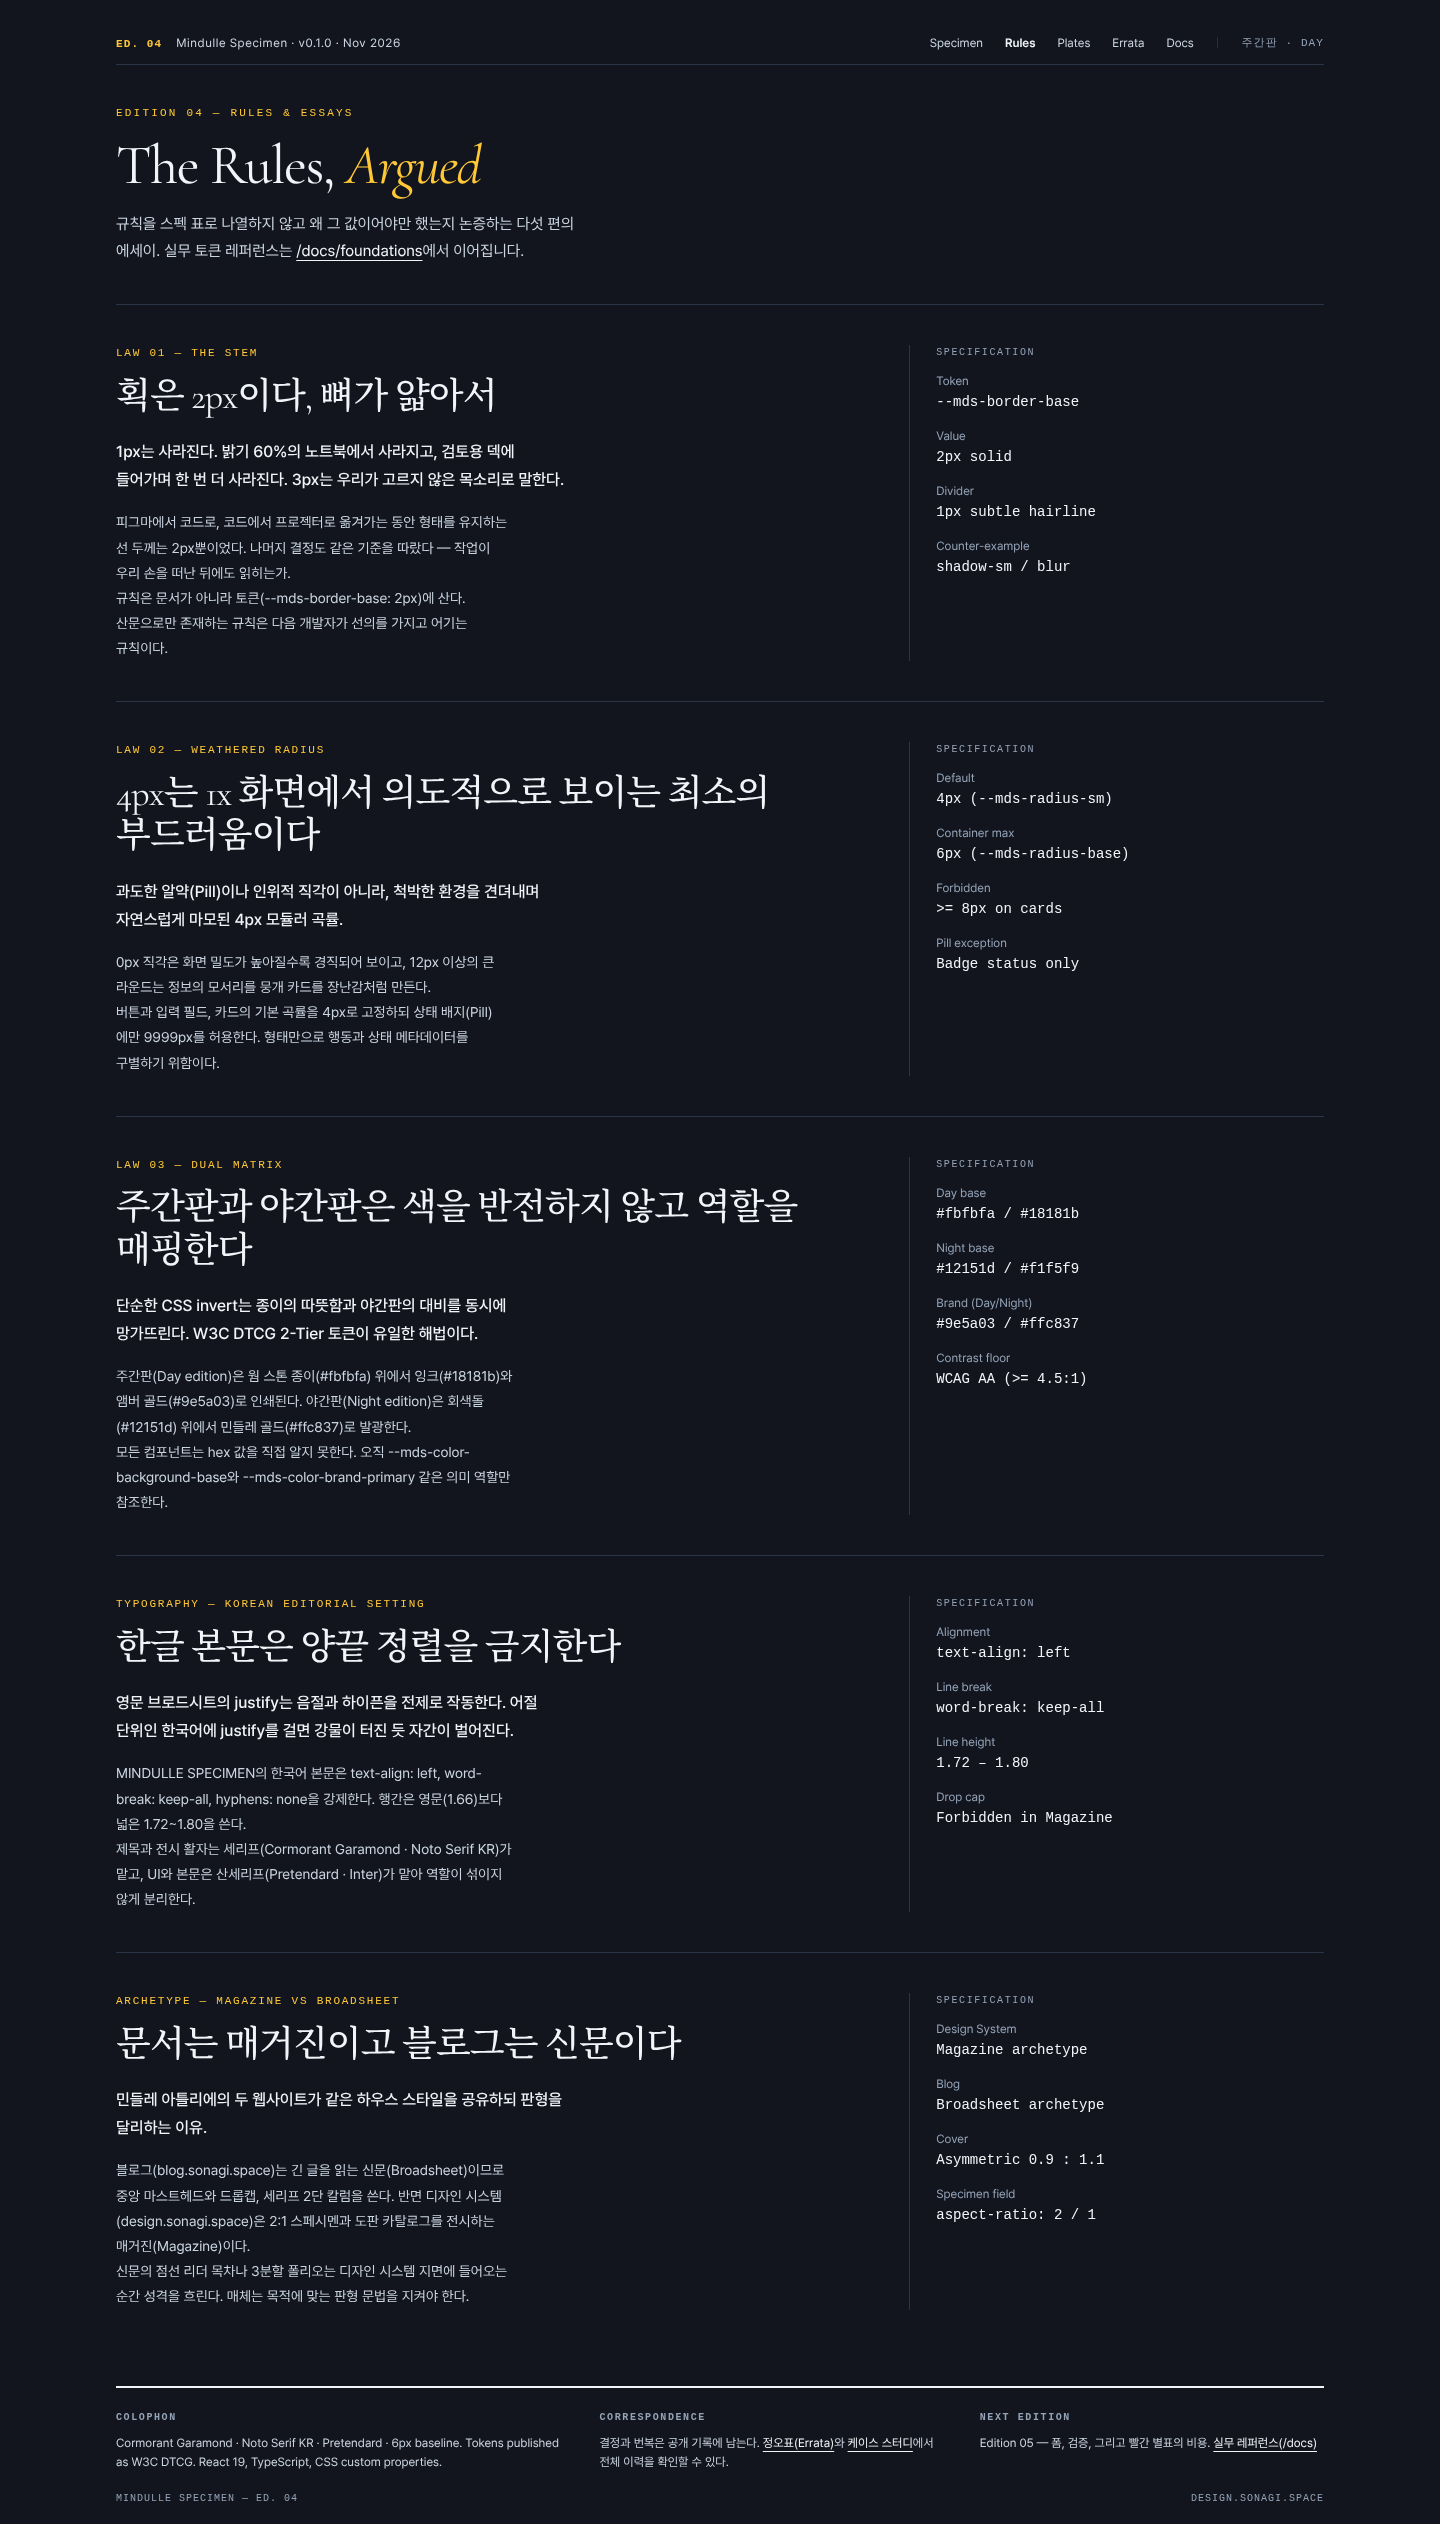 ED. 04 Mindulle Specimen · v0.1.0 · Nov 2026
Specimen Rules Plates Errata Docs 주간판 · DAY
EDITION 04 — RULES & ESSAYS
The Rules, Argued
규칙을 스펙 표로 나열하지 않고 왜 그 값이어야만 했는지 논증하는 다섯 편의
에세이. 실무 토큰 레퍼런스는 /docs/foundations에서 이어집니다.
LAW 01 — THE STEM
획은 2px이다, 뼈가 얇아서
1px는 사라진다. 밝기 60%의 노트북에서 사라지고, 검토용 덱에
들어가며 한 번 더 사라진다. 3px는 우리가 고르지 않은 목소리로 말한다.
피그마에서 코드로, 코드에서 프로젝터로 옮겨가는 동안 형태를 유지하는
선 두께는 2px뿐이었다. 나머지 결정도 같은 기준을 따랐다 — 작업이
우리 손을 떠난 뒤에도 읽히는가.
규칙은 문서가 아니라 토큰(--mds-border-base: 2px)에 산다.
산문으로만 존재하는 규칙은 다음 개발자가 선의를 가지고 어기는
규칙이다.
SPECIFICATION
Token
--mds-border-base
Value
2px solid
Divider
1px subtle hairline
Counter-example
shadow-sm / blur
LAW 02 — WEATHERED RADIUS
4px는 1x 화면에서 의도적으로 보이는 최소의
부드러움이다
과도한 알약(Pill)이나 인위적 직각이 아니라, 척박한 환경을 견뎌내며
자연스럽게 마모된 4px 모듈러 곡률.
0px 직각은 화면 밀도가 높아질수록 경직되어 보이고, 12px 이상의 큰
라운드는 정보의 모서리를 뭉개 카드를 장난감처럼 만든다.
버튼과 입력 필드, 카드의 기본 곡률을 4px로 고정하되 상태 배지(Pill)
에만 9999px를 허용한다. 형태만으로 행동과 상태 메타데이터를
구별하기 위함이다.
SPECIFICATION
Default
4px (--mds-radius-sm)
Container max
6px (--mds-radius-base)
Forbidden
>= 8px on cards
Pill exception
Badge status only
LAW 03 — DUAL MATRIX
주간판과 야간판은 색을 반전하지 않고 역할을
매핑한다
단순한 CSS invert는 종이의 따뜻함과 야간판의 대비를 동시에
망가뜨린다. W3C DTCG 2-Tier 토큰이 유일한 해법이다.
주간판(Day edition)은 웜 스톤 종이(#fbfbfa) 위에서 잉크(#18181b)와
앰버 골드(#9e5a03)로 인쇄된다. 야간판(Night edition)은 회색돌
(#12151d) 위에서 민들레 골드(#ffc837)로 발광한다.
모든 컴포넌트는 hex 값을 직접 알지 못한다. 오직 --mds-color-
background-base와 --mds-color-brand-primary 같은 의미 역할만
참조한다.
SPECIFICATION
Day base
#fbfbfa / #18181b
Night base
#12151d / #f1f5f9
Brand (Day/Night)
#9e5a03 / #ffc837
Contrast floor
WCAG AA (>= 4.5:1)
TYPOGRAPHY — KOREAN EDITORIAL SETTING
한글 본문은 양끝 정렬을 금지한다
영문 브로드시트의 justify는 음절과 하이픈을 전제로 작동한다. 어절
단위인 한국어에 justify를 걸면 강물이 터진 듯 자간이 벌어진다.
MINDULLE SPECIMEN의 한국어 본문은 text-align: left, word-
break: keep-all, hyphens: none을 강제한다. 행간은 영문(1.66)보다
넓은 1.72~1.80을 쓴다.
제목과 전시 활자는 세리프(Cormorant Garamond · Noto Serif KR)가
맡고, UI와 본문은 산세리프(Pretendard · Inter)가 맡아 역할이 섞이지
않게 분리한다.
SPECIFICATION
Alignment
text-align: left
Line break
word-break: keep-all
Line height
1.72 – 1.80
Drop cap
Forbidden in Magazine
ARCHETYPE — MAGAZINE VS BROADSHEET
문서는 매거진이고 블로그는 신문이다
민들레 아틀리에의 두 웹사이트가 같은 하우스 스타일을 공유하되 판형을
달리하는 이유.
블로그(blog.sonagi.space)는 긴 글을 읽는 신문(Broadsheet)이므로
중앙 마스트헤드와 드롭캡, 세리프 2단 칼럼을 쓴다. 반면 디자인 시스템
(design.sonagi.space)은 2:1 스페시멘과 도판 카탈로그를 전시하는
매거진(Magazine)이다.
신문의 점선 리더 목차나 3분할 폴리오는 디자인 시스템 지면에 들어오는
순간 성격을 흐린다. 매체는 목적에 맞는 판형 문법을 지켜야 한다.
SPECIFICATION
Design System
Magazine archetype
Blog
Broadsheet archetype
Cover
Asymmetric 0.9 : 1.1
Specimen field
aspect-ratio: 2 / 1
COLOPHON
Cormorant Garamond · Noto Serif KR · Pretendard · 6px baseline. Tokens published
as W3C DTCG. React 19, TypeScript, CSS custom properties.
CORRESPONDENCE
결정과 번복은 공개 기록에 남는다. 정오표(Errata)와 케이스 스터디에서
전체 이력을 확인할 수 있다.
NEXT EDITION
Edition 05 — 폼, 검증, 그리고 빨간 별표의 비용. 실무 레퍼런스(/docs)
MINDULLE SPECIMEN — ED. 04
DESIGN.SONAGI.SPACE